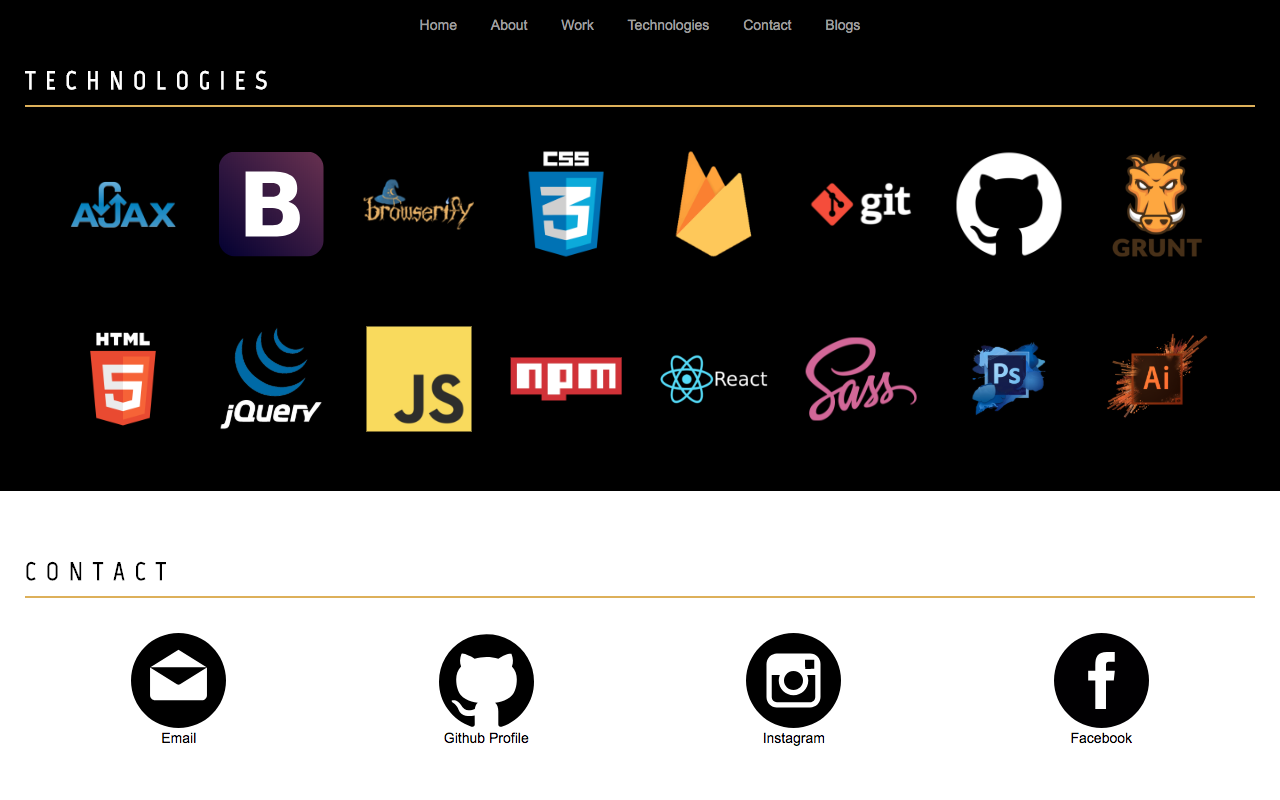 Home About Work Technologies Contact Blogs
TECHNOLOGIES
AJAX B browserify CSS 3 git GRUNT
HTML 5 jQuery JS npm React Sass Ps Ai
CONTACT
Email Github Profile Instagram Facebook